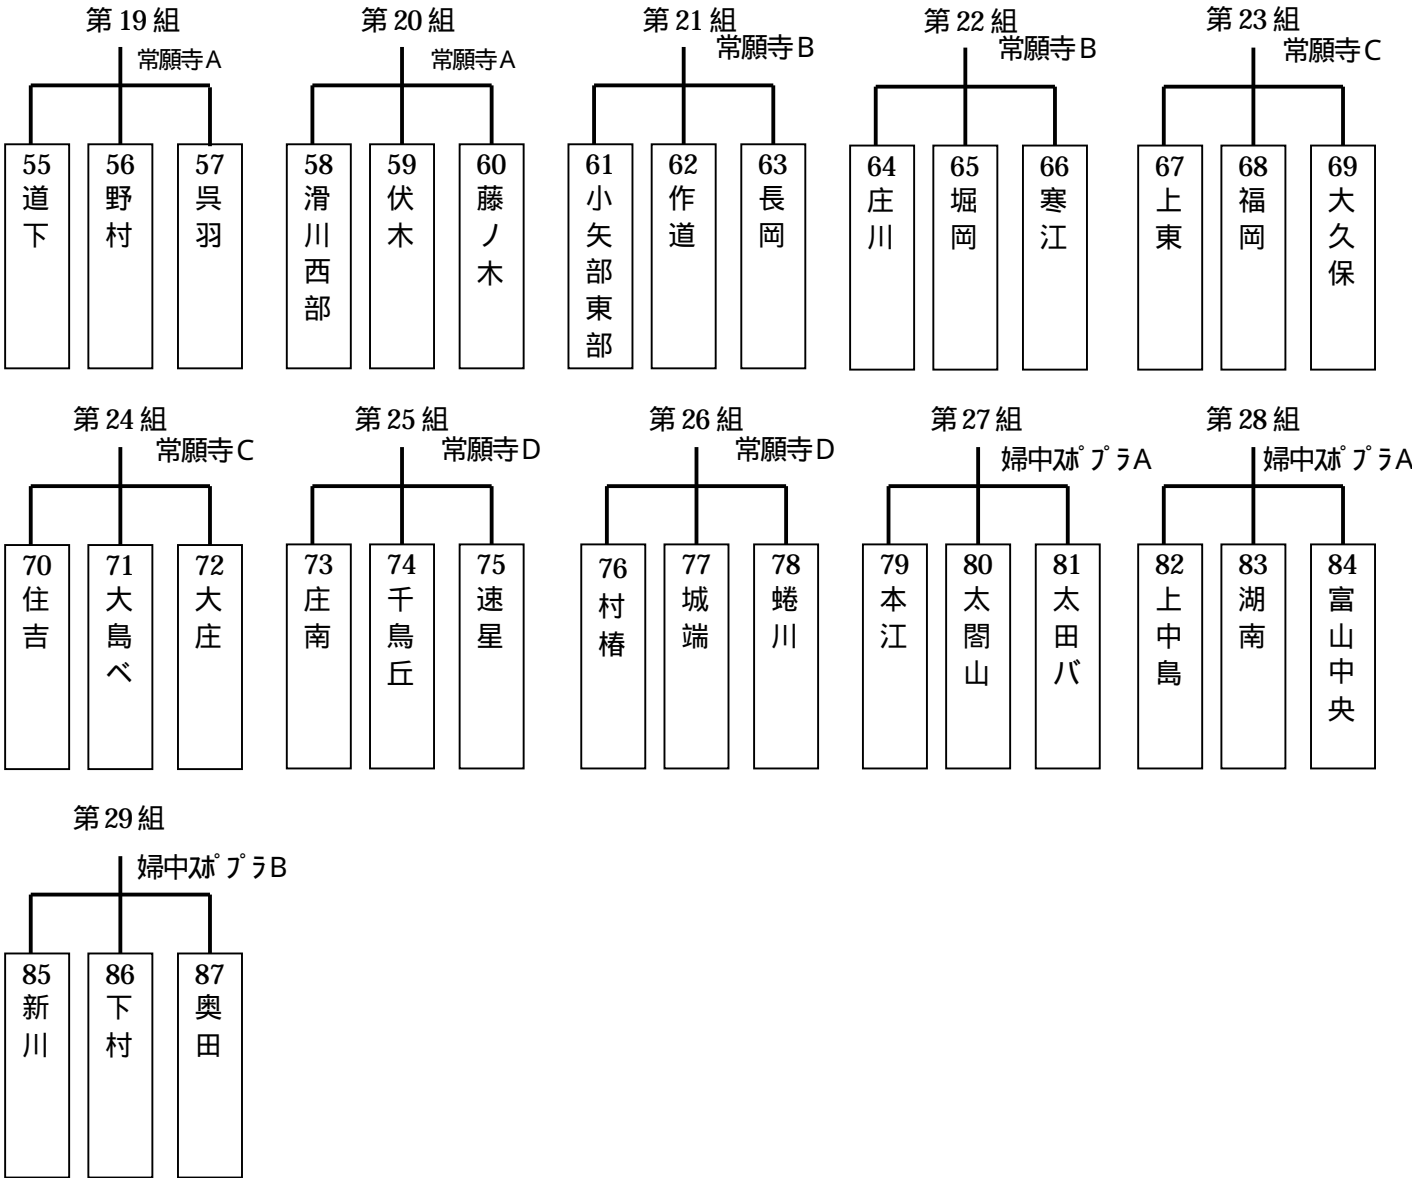 第19組
常願寺A
55
道下
56
野村
57
呉羽
第20組
常願寺A
58
滑川西部
59
伏木
60
藤ノ木
第21組
常願寺B
61
小矢部東部
62
作道
63
長岡
第22組
常願寺B
64
庄川
65
堀岡
66
寒江
第23組
常願寺C
67
上東
68
福岡
69
大久保
第24組
常願寺C
70
住吉
71
大島ベ
72
大庄
第25組
常願寺D
73
庄南
74
千鳥丘
75
速星
第26組
常願寺D
76
村椿
77
城端
78
蜷川
第27組
婦中ｽﾎﾟﾌﾟﾗA
79
本江
80
太閤山
81
太田バ
第28組
婦中ｽﾎﾟﾌﾟﾗA
82
上中島
83
湖南
84
富山中央
第29組
婦中ｽﾎﾟﾌﾟﾗB
85
新川
86
下村
87
奥田